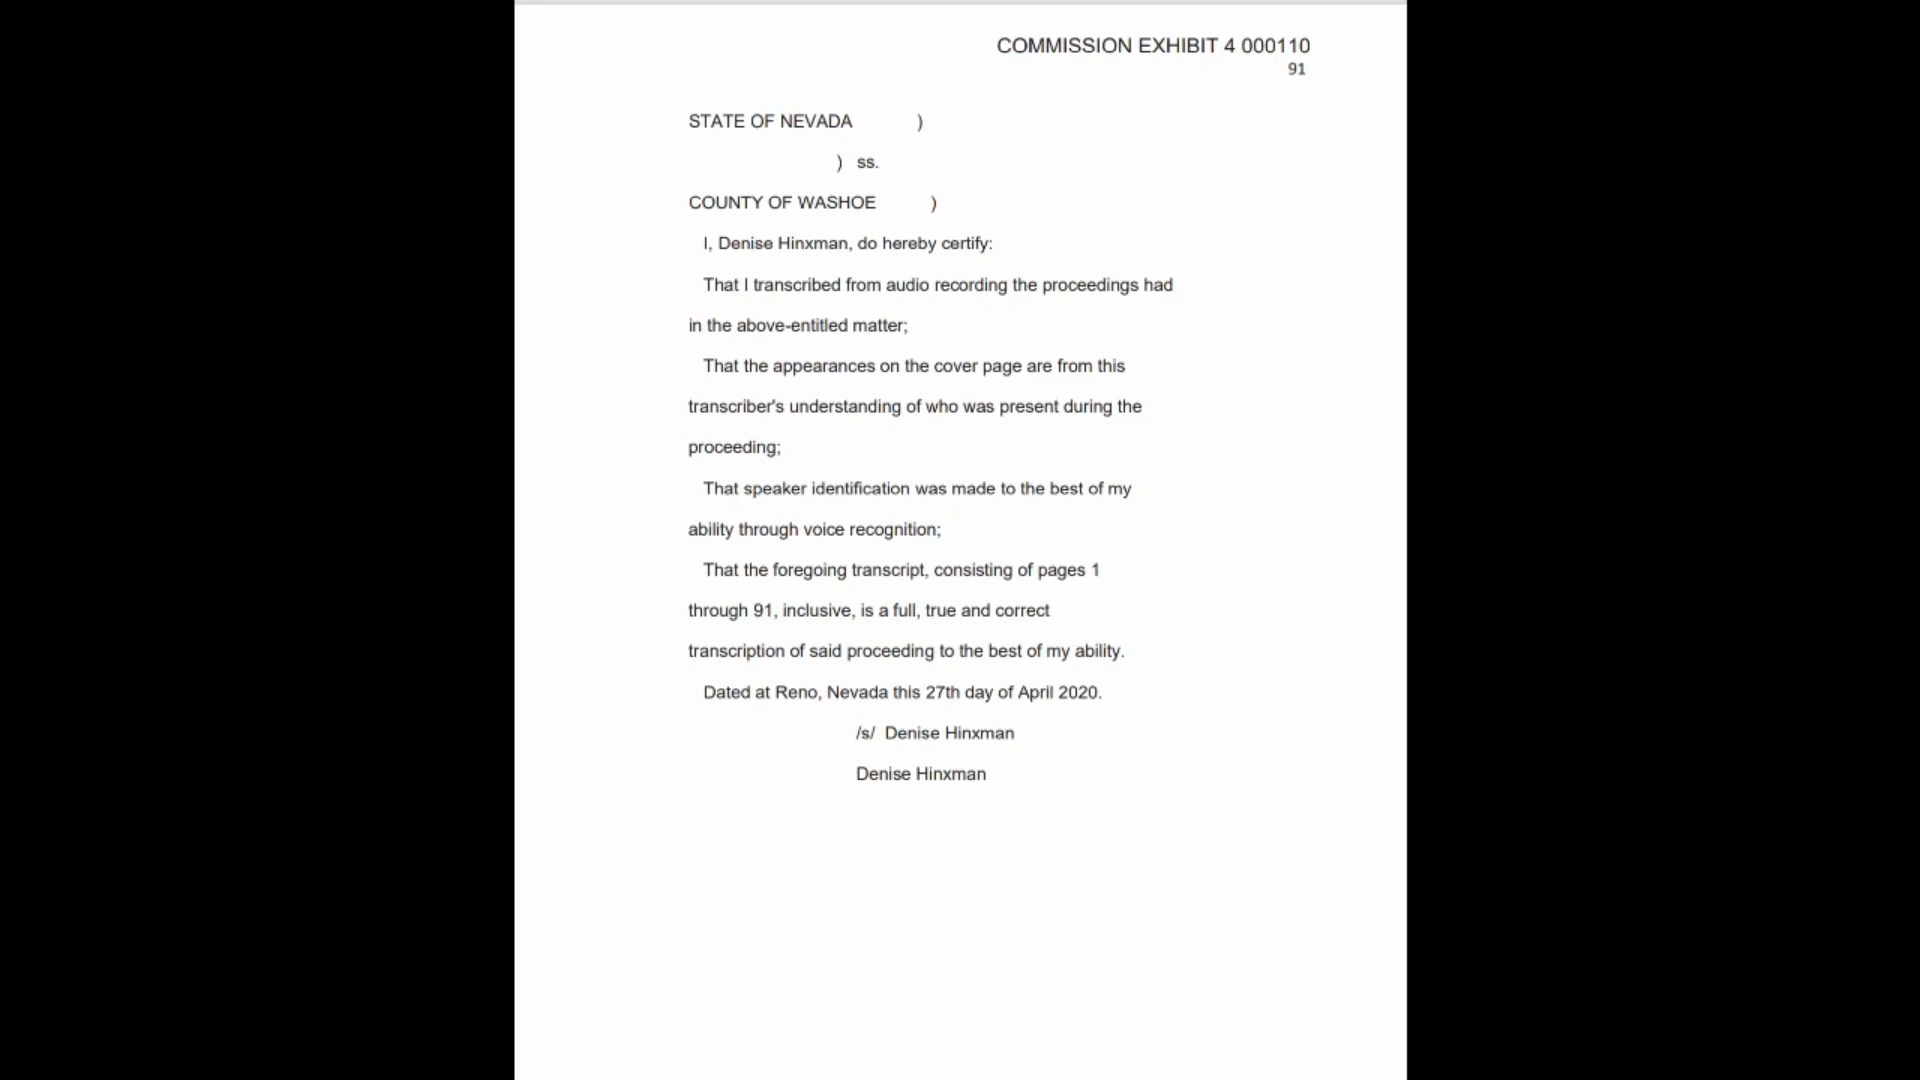 COMMISSION EXHIBIT 4 000110
91
STATE OF NEVADA )
) ss.
COUNTY OF WASHOE )
I, Denise Hinxman, do hereby certify:
That I transcribed from audio recording the proceedings had
in the above-entitled matter;
That the appearances on the cover page are from this
transcriber's understanding of who was present during the
proceeding;
That speaker identification was made to the best of my
ability through voice recognition;
That the foregoing transcript, consisting of pages 1
through 91, inclusive, is a full, true and correct
transcription of said proceeding to the best of my ability.
Dated at Reno, Nevada this 27th day of April 2020.
/s/ Denise Hinxman
Denise Hinxman